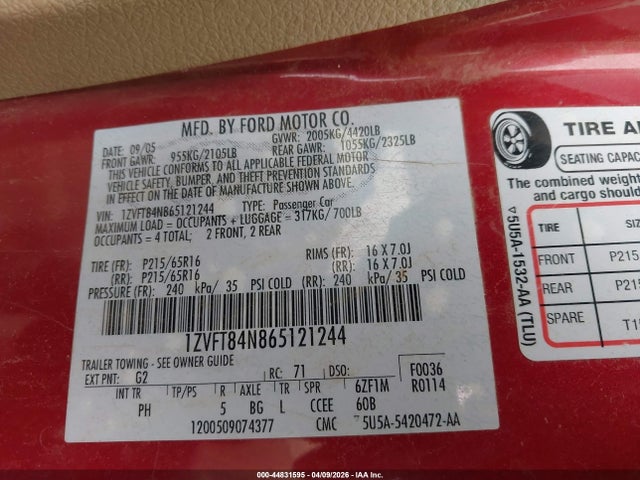 MFD. BY FORD MOTOR CO.
DATE: 09/05 GVWR: 2005KG/4420LB
FRONT GAWR: 955KG/2105LB REAR GAWR: 1055KG/2325LB
THIS VEHICLE CONFORMS TO ALL APPLICABLE FEDERAL MOTOR
VEHICLE SAFETY, BUMPER, AND THEFT PREVENTION STANDARDS
IN EFFECT ON THE DATE OF MANUFACTURE SHOWN ABOVE.
VIN: 1ZVFT84N865121244 TYPE: Passenger Car
MAXIMUM LOAD = OCCUPANTS + LUGGAGE = 317KG/700LB
OCCUPANTS = 4 TOTAL; 2 FRONT, 2 REAR
TIRE (FR): P215/65R16 RIMS (FR): 16 X 7.0J
(RR): P215/65R16 (RR): 16 X 7.0J
PRESSURE (FR): 240 kPa/ 35 PSI COLD (RR): 240 kPa/ 35 PSI COLD
1ZVFT84N865121244
TRAILER TOWING - SEE OWNER GUIDE
EXT PNT: G2 RC: 71 DSO: F0036
INT TR TP/PS R AXLE TR SPR 6ZF1M R0114
PH 5 BG L CCEE 60B
1200509074377 CMC 5U5A-5420472-AA
TIRE
SEATING
The combined
and cargo should
TIRE
FRONT P215
REAR
SPARE
▽5U5A-1532-AA (TLU)
000-44831595 - 04/09/2026 - IAA Inc.